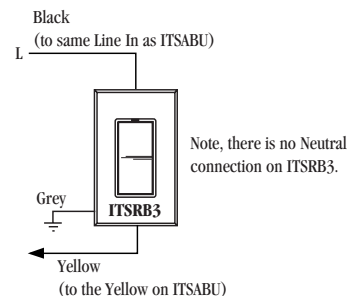 Black
(to same Line In as ITSABU)
L
Note, there is no Neutral
connection on ITSRB3.
Grey
ITSRB3
Yellow
(to the Yellow on ITSABU)